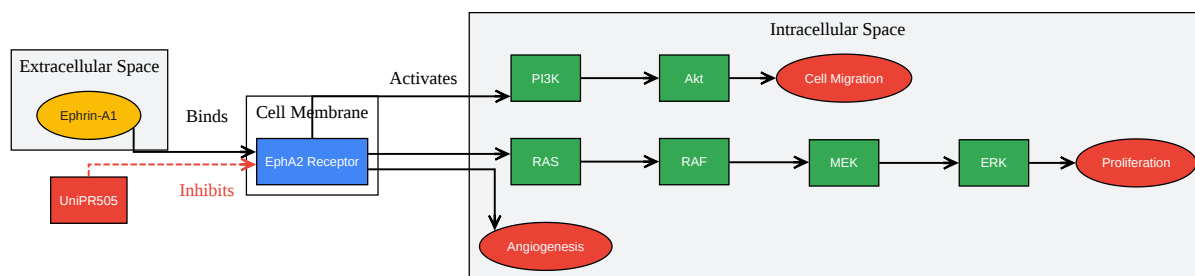 Extracellular Space
Ephrin-A1
UniPR505
Binds
Inhibits
Cell Membrane
EphA2 Receptor
Activates
Intracellular Space
PI3K
Akt
Cell Migration
RAS
RAF
MEK
ERK
Proliferation
Angiogenesis